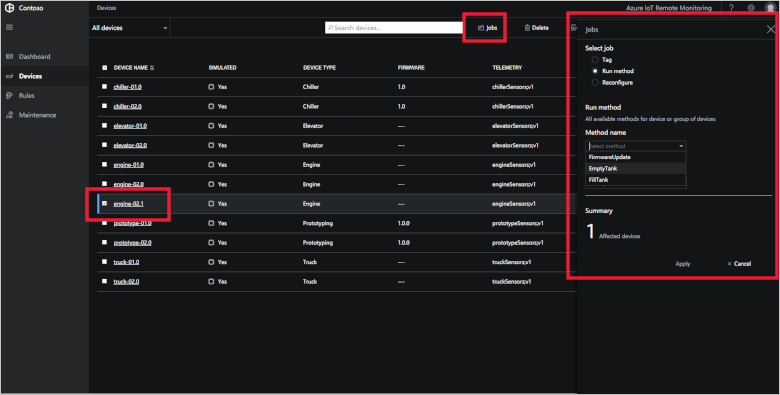 Contoso
Devices
Azure IoT Remote Monitoring
?
All devices
Search devices...
Jobs
Delete
Dashboard
Devices
Rules
Maintenance
DEVICE NAME SIMULATED DEVICE TYPE FIRMWARE TELEMETRY
chiller-01.0 Yes Chiller 1.0 chillerSensors;v1
chiller-02.0 Yes Chiller 1.0 chillerSensors;v1
elevator-01.0 Yes Elevator --- elevatorSensors;v1
elevator-02.0 Yes Elevator --- elevatorSensors;v1
engine-01.0 Yes Engine --- engineSensors;v1
engine-02.0 Yes Engine --- engineSensors;v1
engine-02.1 Yes Engine --- engineSensors;v1
prototype-01.0 Yes Prototyping 1.0.0 prototypeSensors;v1
prototype-02.0 Yes Prototyping 1.0.0 prototypeSensors;v1
truck-01.0 Yes Truck --- truckSensors;v1
truck-02.0 Yes Truck --- truckSensors;v1
Jobs
Select job
Tag
Run method
Reconfigure
Run method
All available methods for device or group of devices
Method name
Select method
FirmwareUpdate
EmptyTank
FillTank
Summary
1 Affected devices
Apply × Cancel